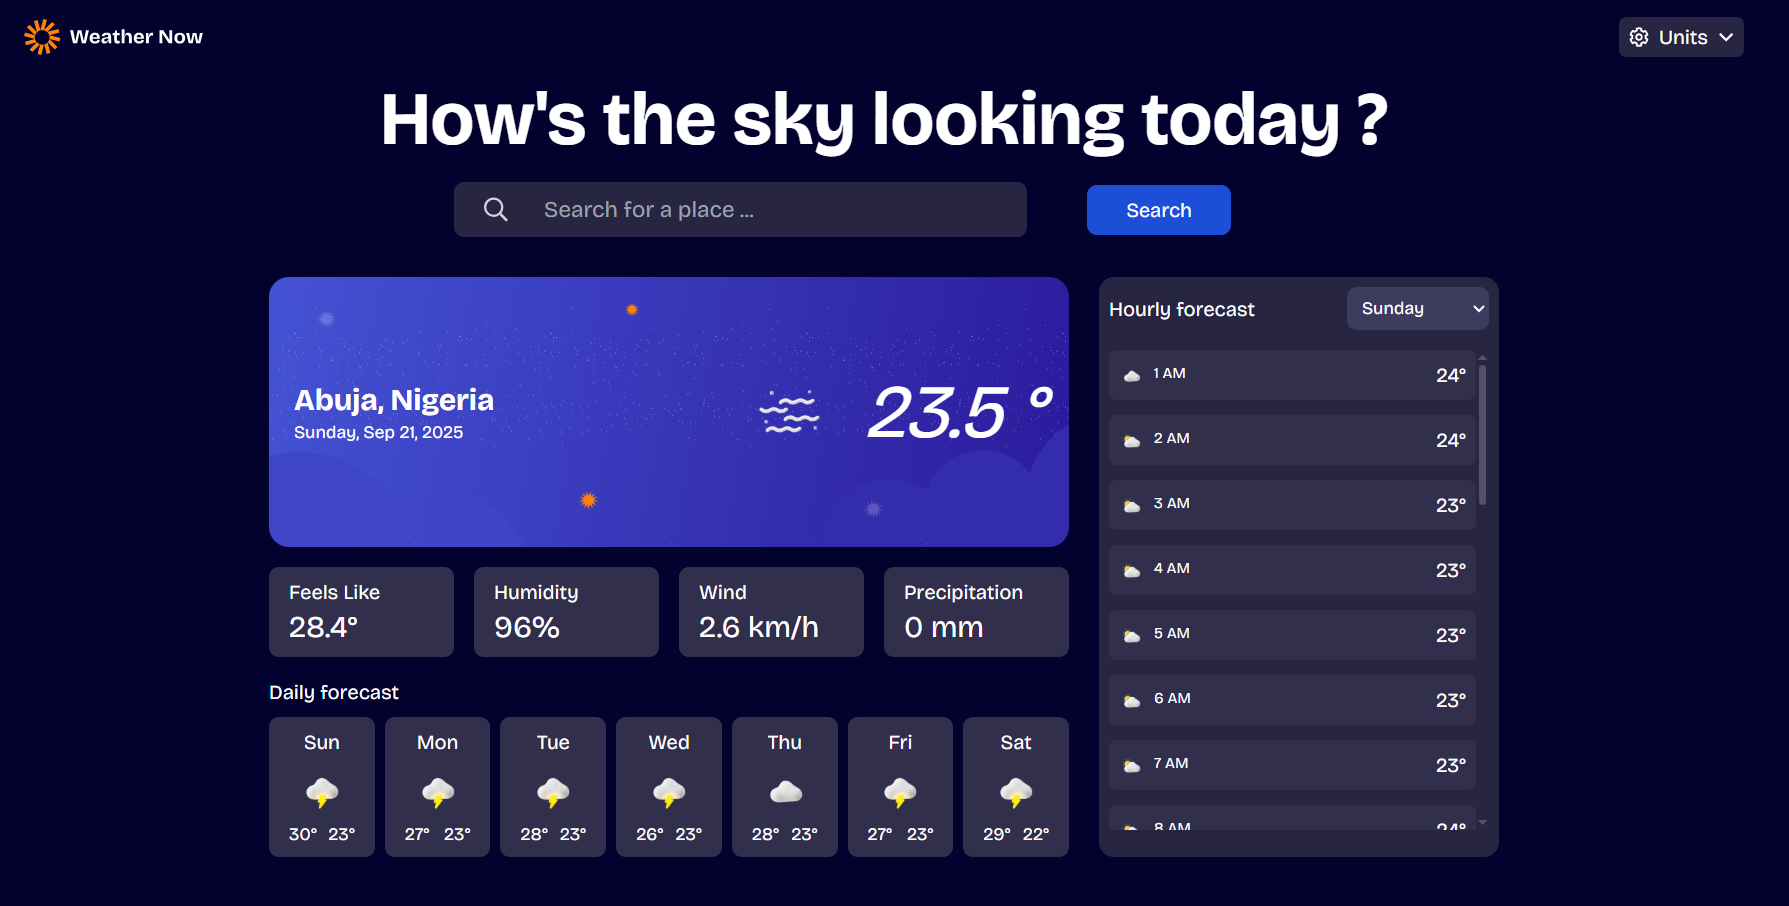 Weather Now
Units
How's the sky looking today ?
Search for a place ...
Search
Abuja, Nigeria
Sunday, Sep 21, 2025
23.5 °
Feels Like
28.4°
Humidity
96%
Wind
2.6 km/h
Precipitation
0 mm
Daily forecast
Sun
30° 23°
Mon
27° 23°
Tue
28° 23°
Wed
26° 23°
Thu
28° 23°
Fri
27° 23°
Sat
29° 22°
Hourly forecast
Sunday
1 AM 24°
2 AM 24°
3 AM 23°
4 AM 23°
5 AM 23°
6 AM 23°
7 AM 23°
8 AM 24°